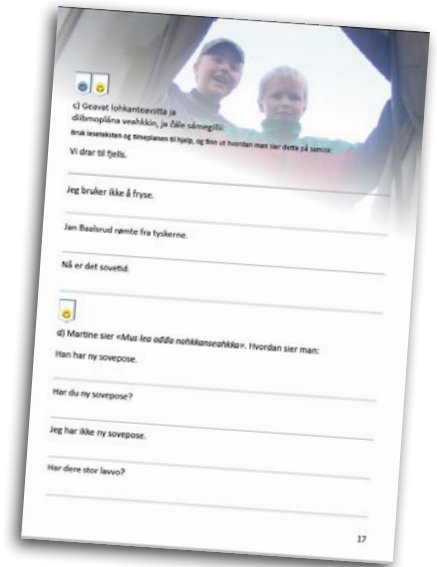 c) Geavat lohkanteavstta ja
diibmoplána veahkkin, ja čále sámegillii:
Bruk leseteksten og timeplanen til hjelp, og finn ut hvordan man sier dette på samisk:
Vi drar til fjells.
Jeg bruker ikke å fryse.
Jan Baalsrud rømte fra tyskerne.
Nå er det sovetid.
d) Martine sier «Mus lea ođđa nohkkanseahkka». Hvordan sier man:
Han har ny sovepose.
Har du ny sovepose?
Jeg har ikke ny sovepose.
Har dere stor lavvo?
17